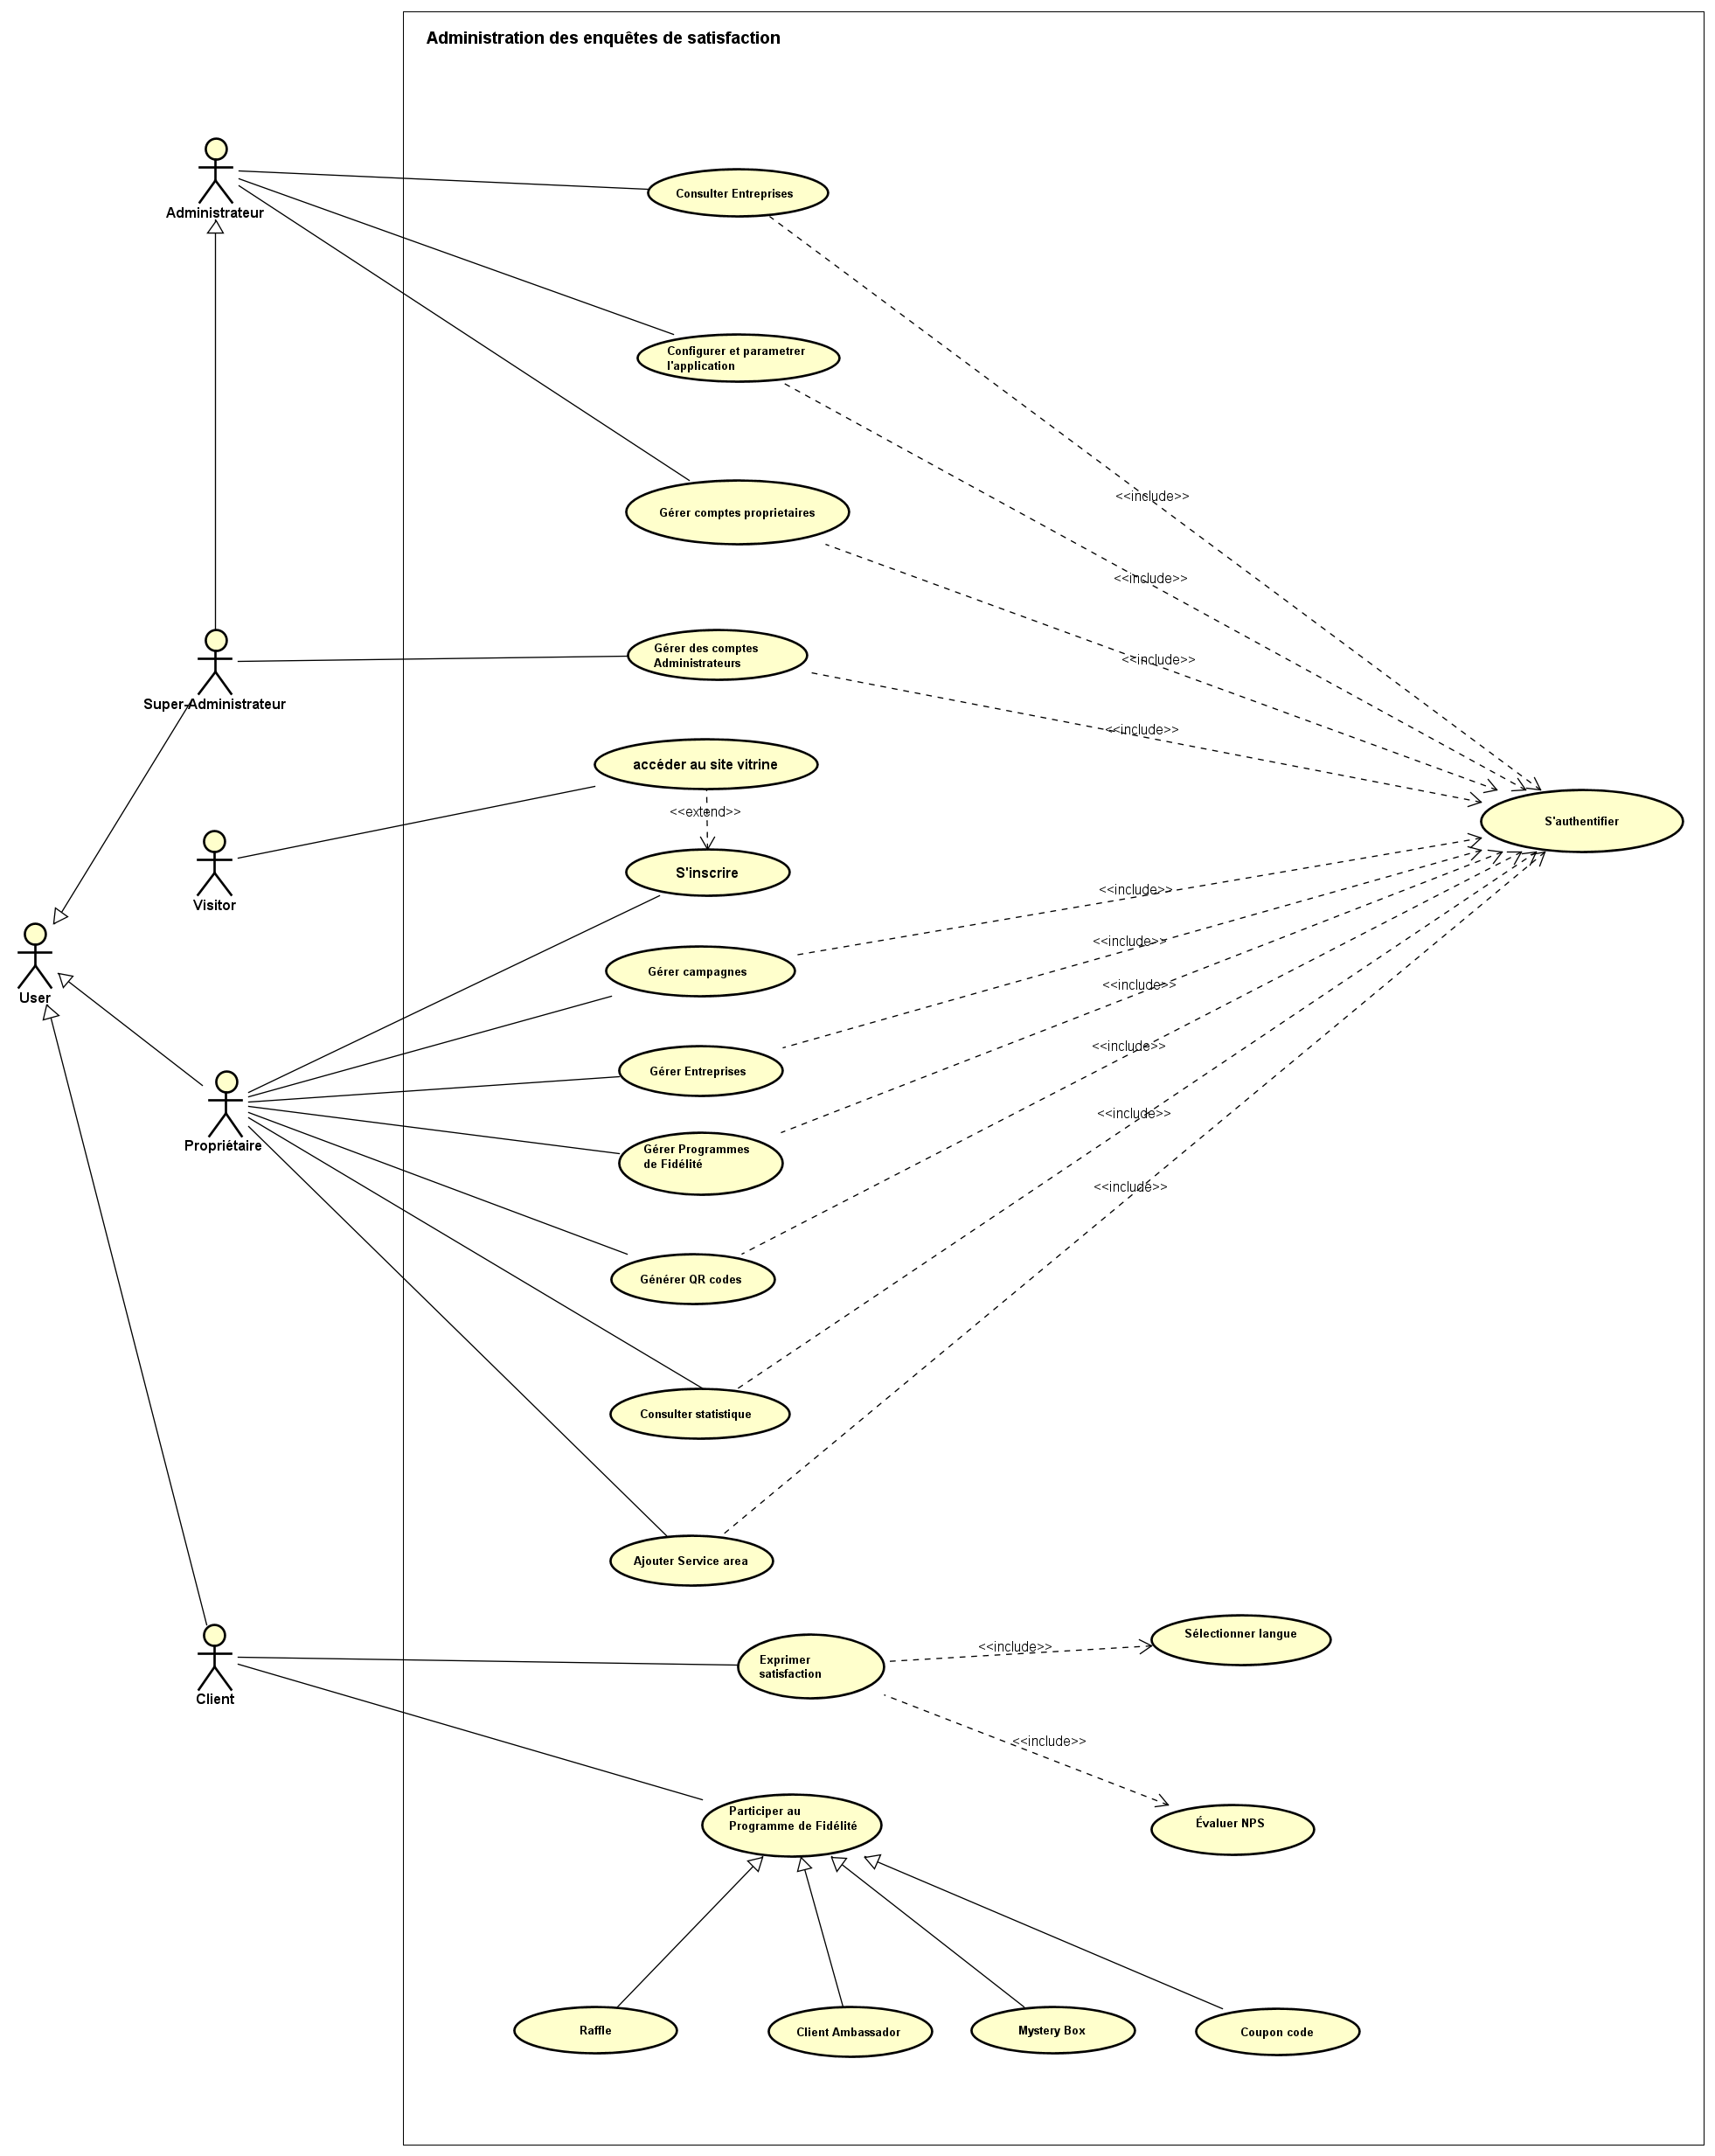 Administration des enquêtes de satisfaction
Administrateur
Consulter Entreprises
Configurer et parametrer
l'application
<<include>>
Gérer comptes proprietaires
<<include>>
Gérer des comptes
Administrateurs
<<include>>
Super-Administrateur
<<include>>
accéder au site vitrine
<<extend>>
S'authentifier
S'inscrire
Visitor
<<include>>
<<include>>
Gérer campagnes
<<include>>
User
<<include>>
Gérer Entreprises
<<include>>
Propriétaire
Gérer Programmes
de Fidélité
<<include>>
Générer QR codes
Consulter statistique
Ajouter Service area
Sélectionner langue
<<include>>
Exprimer
satisfaction
Client
<<include>>
Participer au
Programme de Fidélité
Évaluer NPS
Raffle
Client Ambassador
Mystery Box
Coupon code